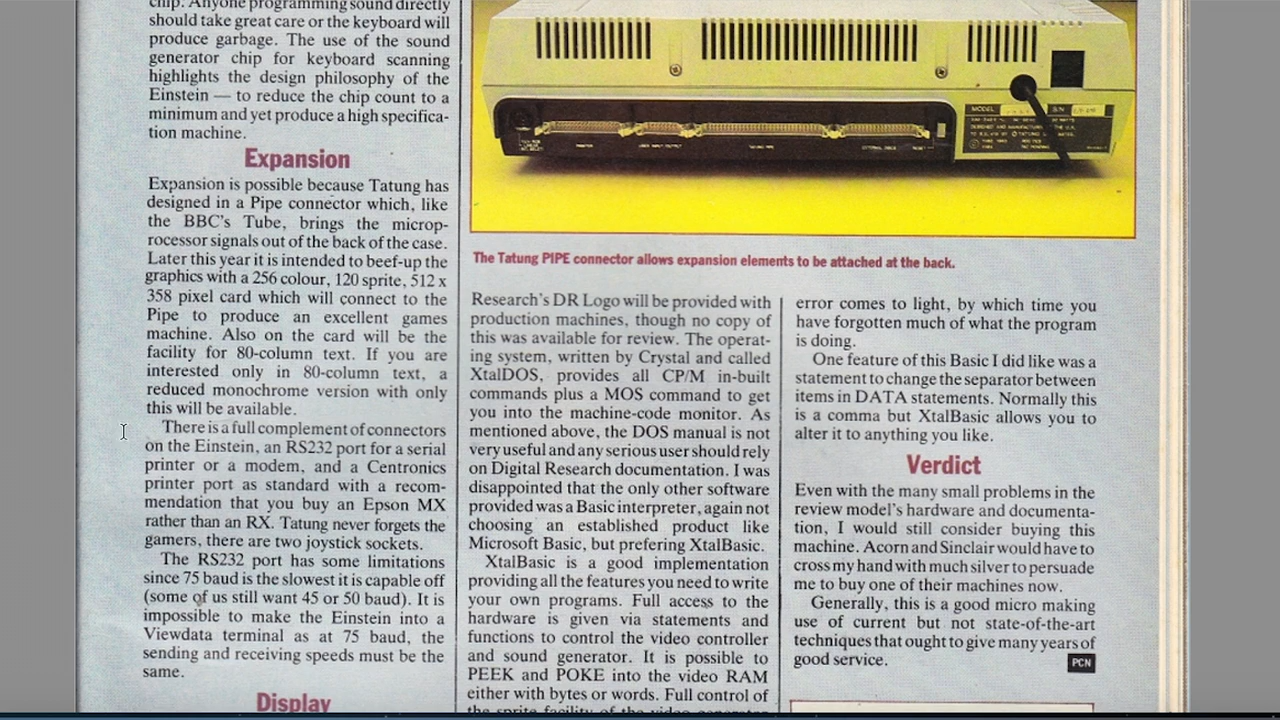 chip. Anyone programming sound directly
should take great care or the keyboard will
produce garbage. The use of the sound
generator chip for keyboard scanning
highlights the design philosophy of the
Einstein — to reduce the chip count to a
minimum and yet produce a high specifica-
tion machine.
Expansion
Expansion is possible because Tatung has
designed in a Pipe connector which, like
the BBC's Tube, brings the microp-
rocessor signals out of the back of the case.
Later this year it is intended to beef-up the
graphics with a 256 colour, 120 sprite, 512 x
358 pixel card which will connect to the
Pipe to produce an excellent games
machine. Also on the card will be the
facility for 80-column text. If you are
interested only in 80-column text, a
reduced monochrome version with only
this will be available.
There is a full complement of connectors
on the Einstein, an RS232 port for a serial
printer or a modem, and a Centronics
printer port as standard with a recom-
mendation that you buy an Epson MX
rather than an RX. Tatung never forgets the
gamers, there are two joystick sockets.
The RS232 port has some limitations
since 75 baud is the slowest it is capable off
(some of us still want 45 or 50 baud). It is
impossible to make the Einstein into a
Viewdata terminal as at 75 baud, the
sending and receiving speeds must be the
same.
Display
MODEL
S/N
PRINTER
USER INPUT OUTPUT
TATUNG PIPE
EXTERNAL DISCS
RESET
The Tatung PIPE connector allows expansion elements to be attached at the back.
Research's DR Logo will be provided with
production machines, though no copy of
this was available for review. The operat-
ing system, written by Crystal and called
XtalDOS, provides all CP/M in-built
commands plus a MOS command to get
you into the machine-code monitor. As
mentioned above, the DOS manual is not
very useful and any serious user should rely
on Digital Research documentation. I was
disappointed that the only other software
provided was a Basic interpreter, again not
choosing an established product like
Microsoft Basic, but prefering XtalBasic.
XtalBasic is a good implementation
providing all the features you need to write
your own programs. Full access to the
hardware is given via statements and
functions to control the video controller
and sound generator. It is possible to
PEEK and POKE into the video RAM
either with bytes or words. Full control of
the sprite facility of the video generator
error comes to light, by which time you
have forgotten much of what the program
is doing.
One feature of this Basic I did like was a
statement to change the separator between
items in DATA statements. Normally this
is a comma but XtalBasic allows you to
alter it to anything you like.
Verdict
Even with the many small problems in the
review model's hardware and documenta-
tion, I would still consider buying this
machine. Acorn and Sinclair would have to
cross my hand with much silver to persuade
me to buy one of their machines now.
Generally, this is a good micro making
use of current but not state-of-the-art
techniques that ought to give many years of
good service.
PCN